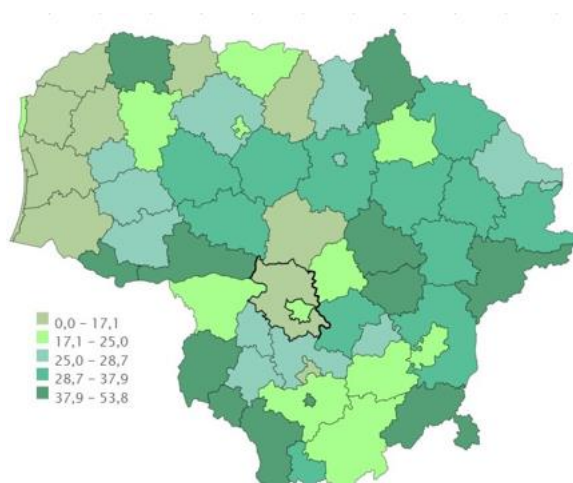 0,0 – 17,1
17,1 – 25,0
25,0 – 28,7
28,7 – 37,9
37,9 – 53,8